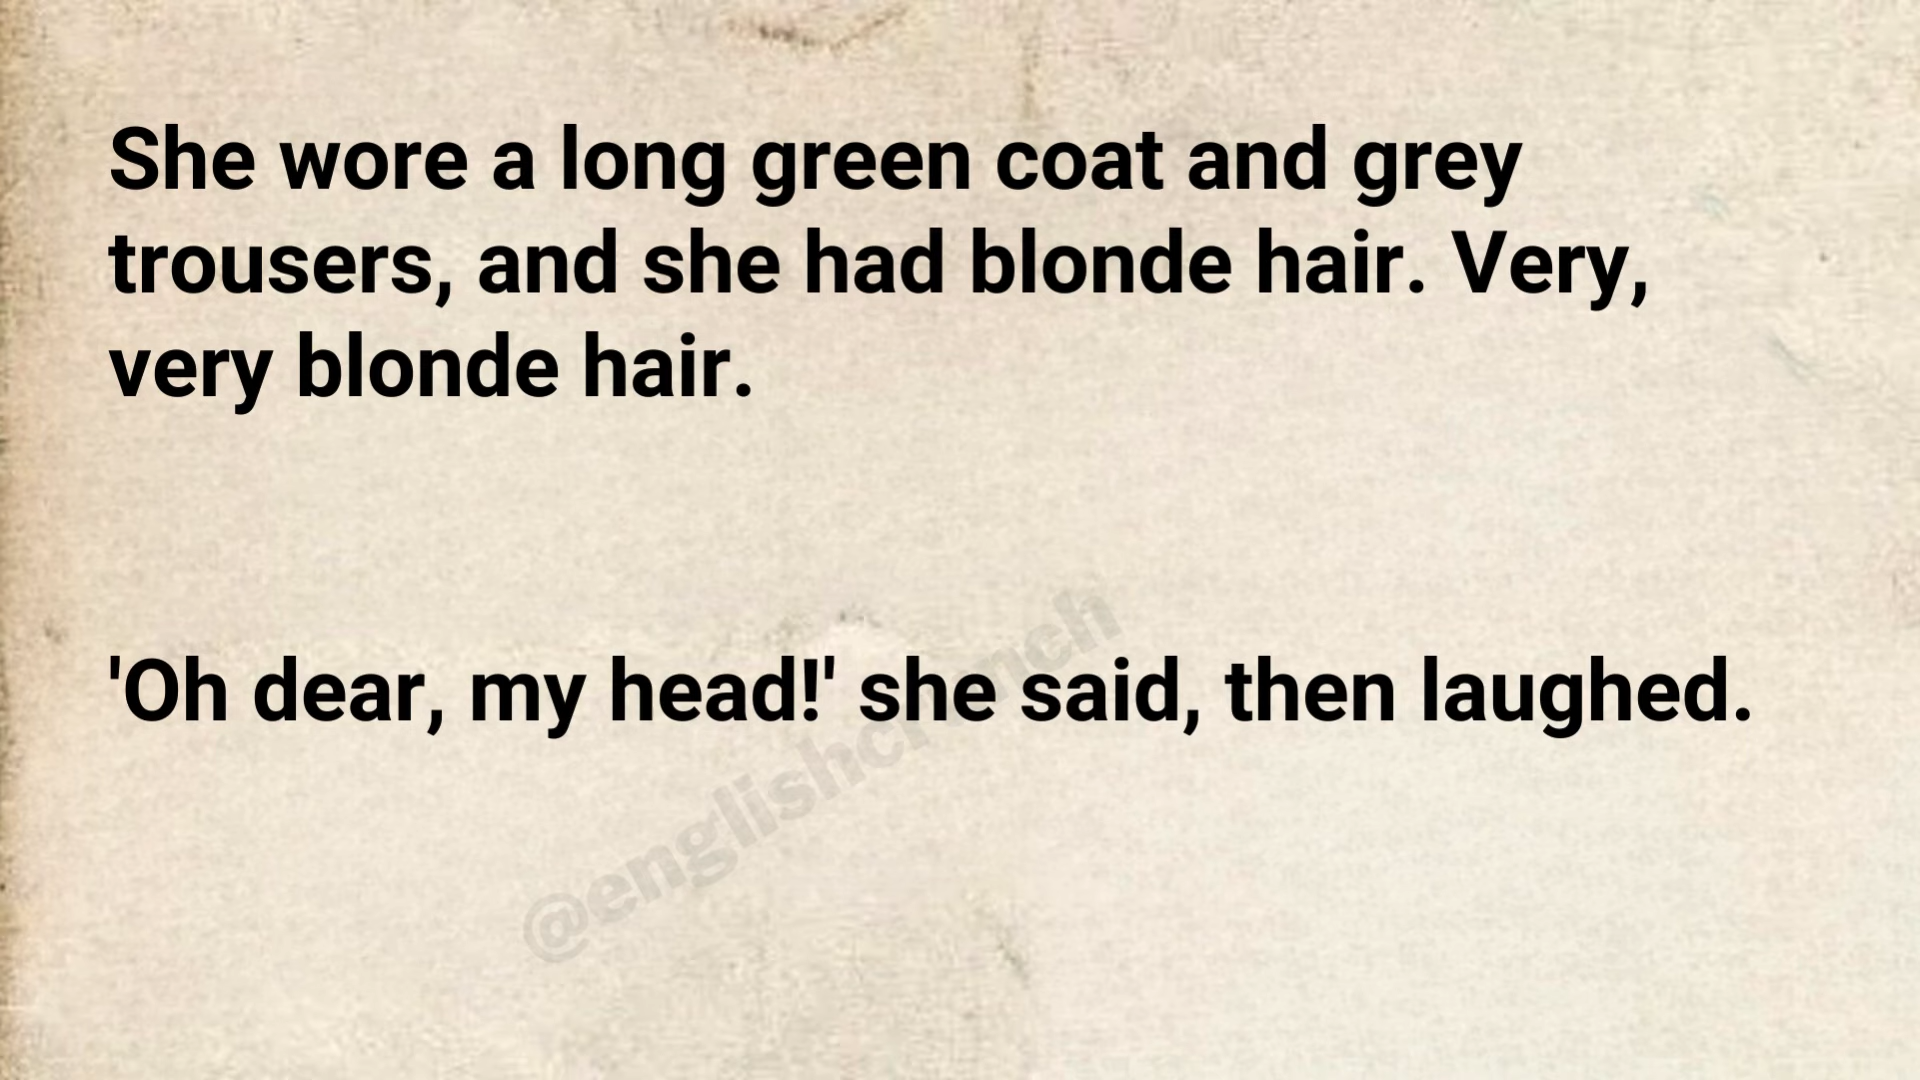 She wore a long green coat and grey
trousers, and she had blonde hair. Very,
very blonde hair.
'Oh dear, my head!' she said, then laughed.